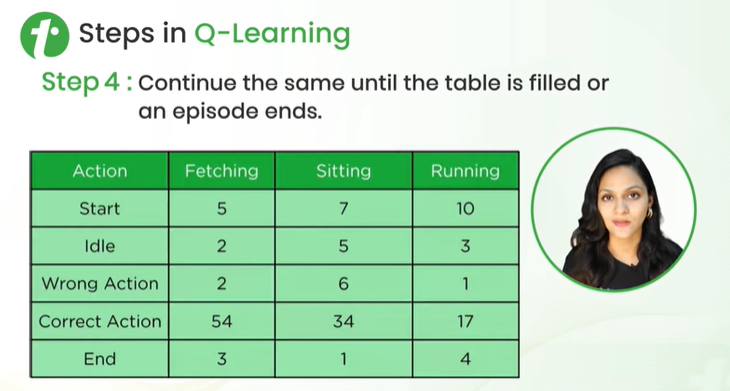 Steps in Q-Learning
Step 4 : Continue the same until the table is filled or
an episode ends.
Action Fetching Sitting Running
Start 5 7 10
Idle 2 5 3
Wrong Action 2 6 1
Correct Action 54 34 17
End 3 1 4